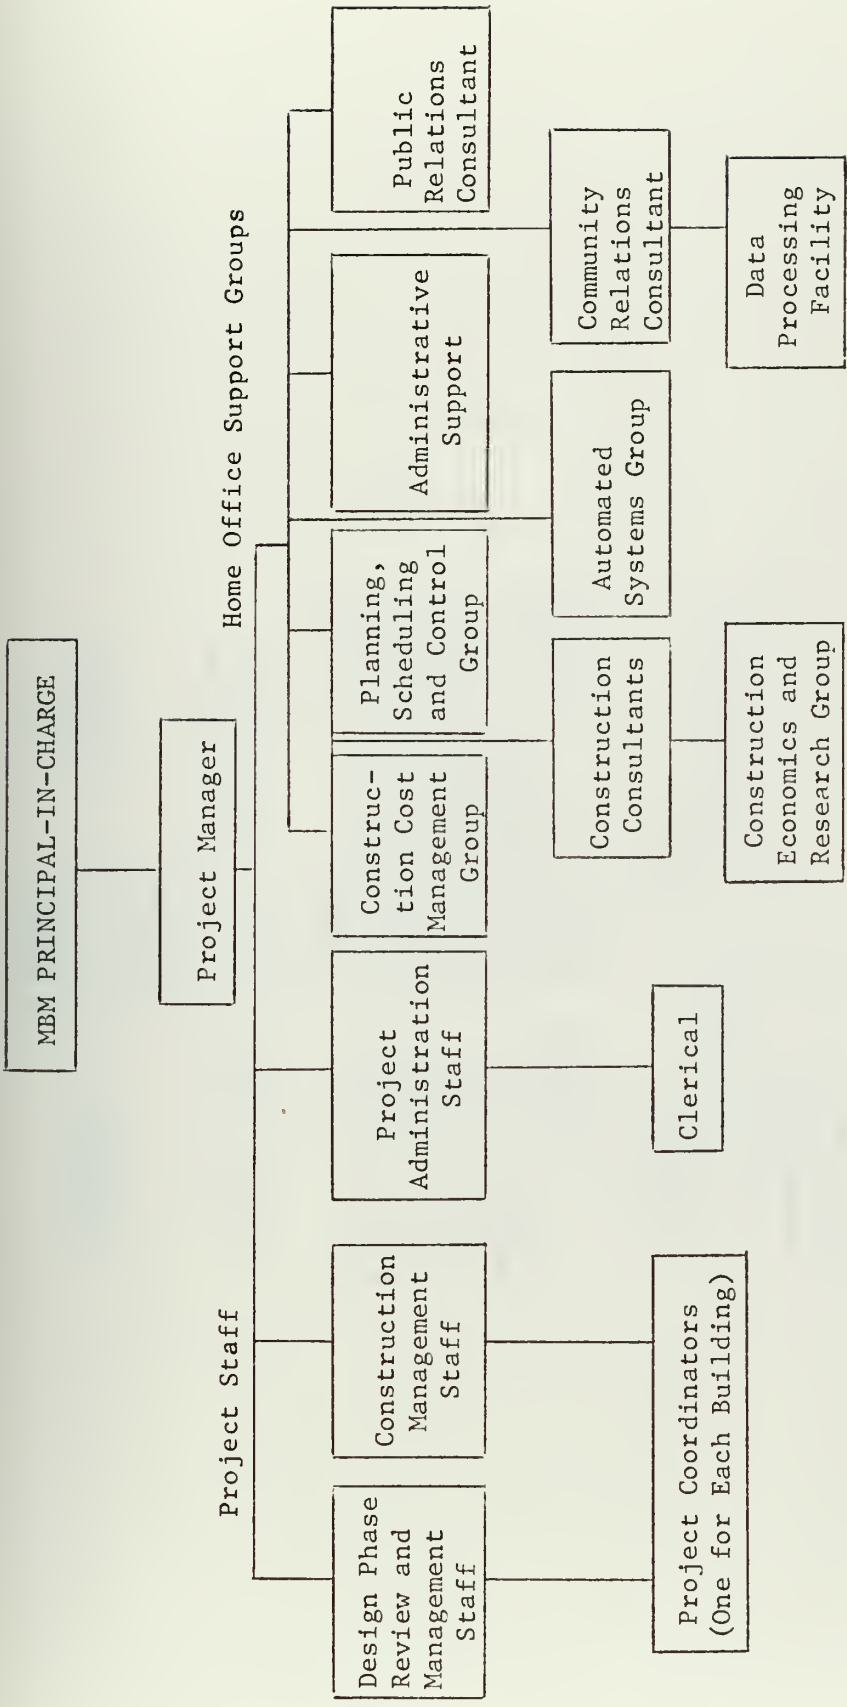 MBM PRINCIPAL-IN-CHARGE
Project Manager
Project Staff
Home Office Support Groups
Design Phase
Review and
Management
Staff
Construction
Management
Staff
Project
Administration
Staff
Construc-
tion Cost
Management
Group
Planning,
Scheduling
and Control
Group
Administrative
Support
Public
Relations
Consultant
Construction
Consultants
Automated
Systems Group
Community
Relations
Consultant
Project Coordinators
(One for Each Building)
Clerical
Construction
Economics and
Research Group
Data
Processing
Facility